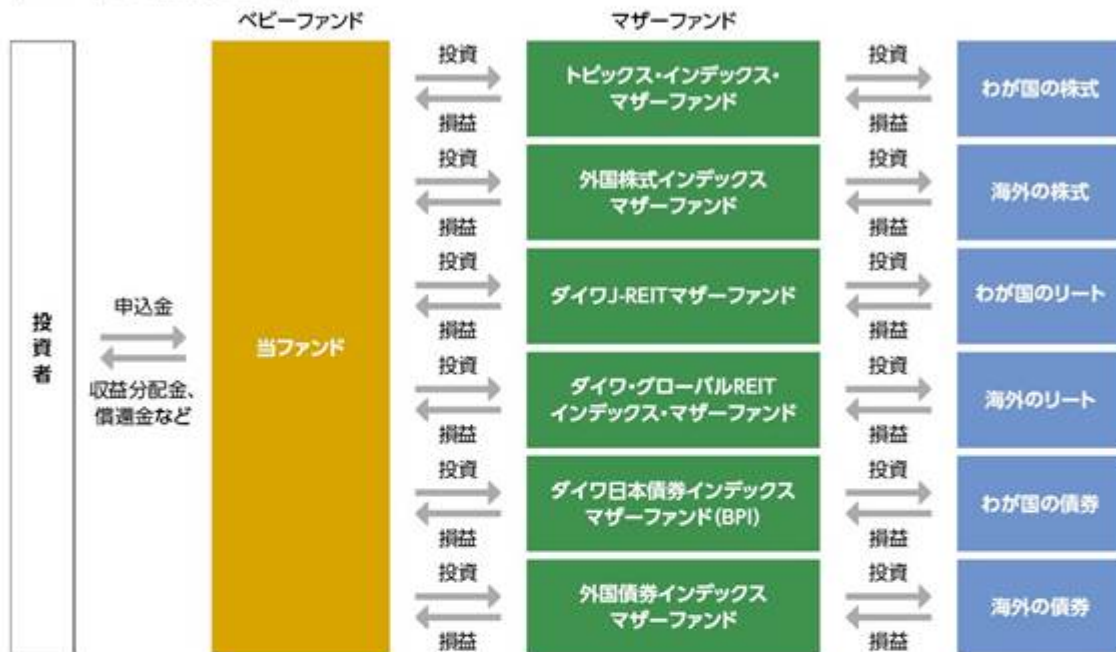 ベビーファンド
マザーファンド
投資者
申込金
収益分配金、
償還金など
当ファンド
投資
損益
トピックス・インデックス・
マザーファンド
投資
損益
わが国の株式
投資
損益
外国株式インデックス
マザーファンド
投資
損益
海外の株式
投資
損益
ダイワJ-REITマザーファンド
投資
損益
わが国のリート
投資
損益
ダイワ・グローバルREIT
インデックス・マザーファンド
投資
損益
海外のリート
投資
損益
ダイワ日本債券インデックス
マザーファンド(BPI)
投資
損益
わが国の債券
投資
損益
外国債券インデックス
マザーファンド
投資
損益
海外の債券